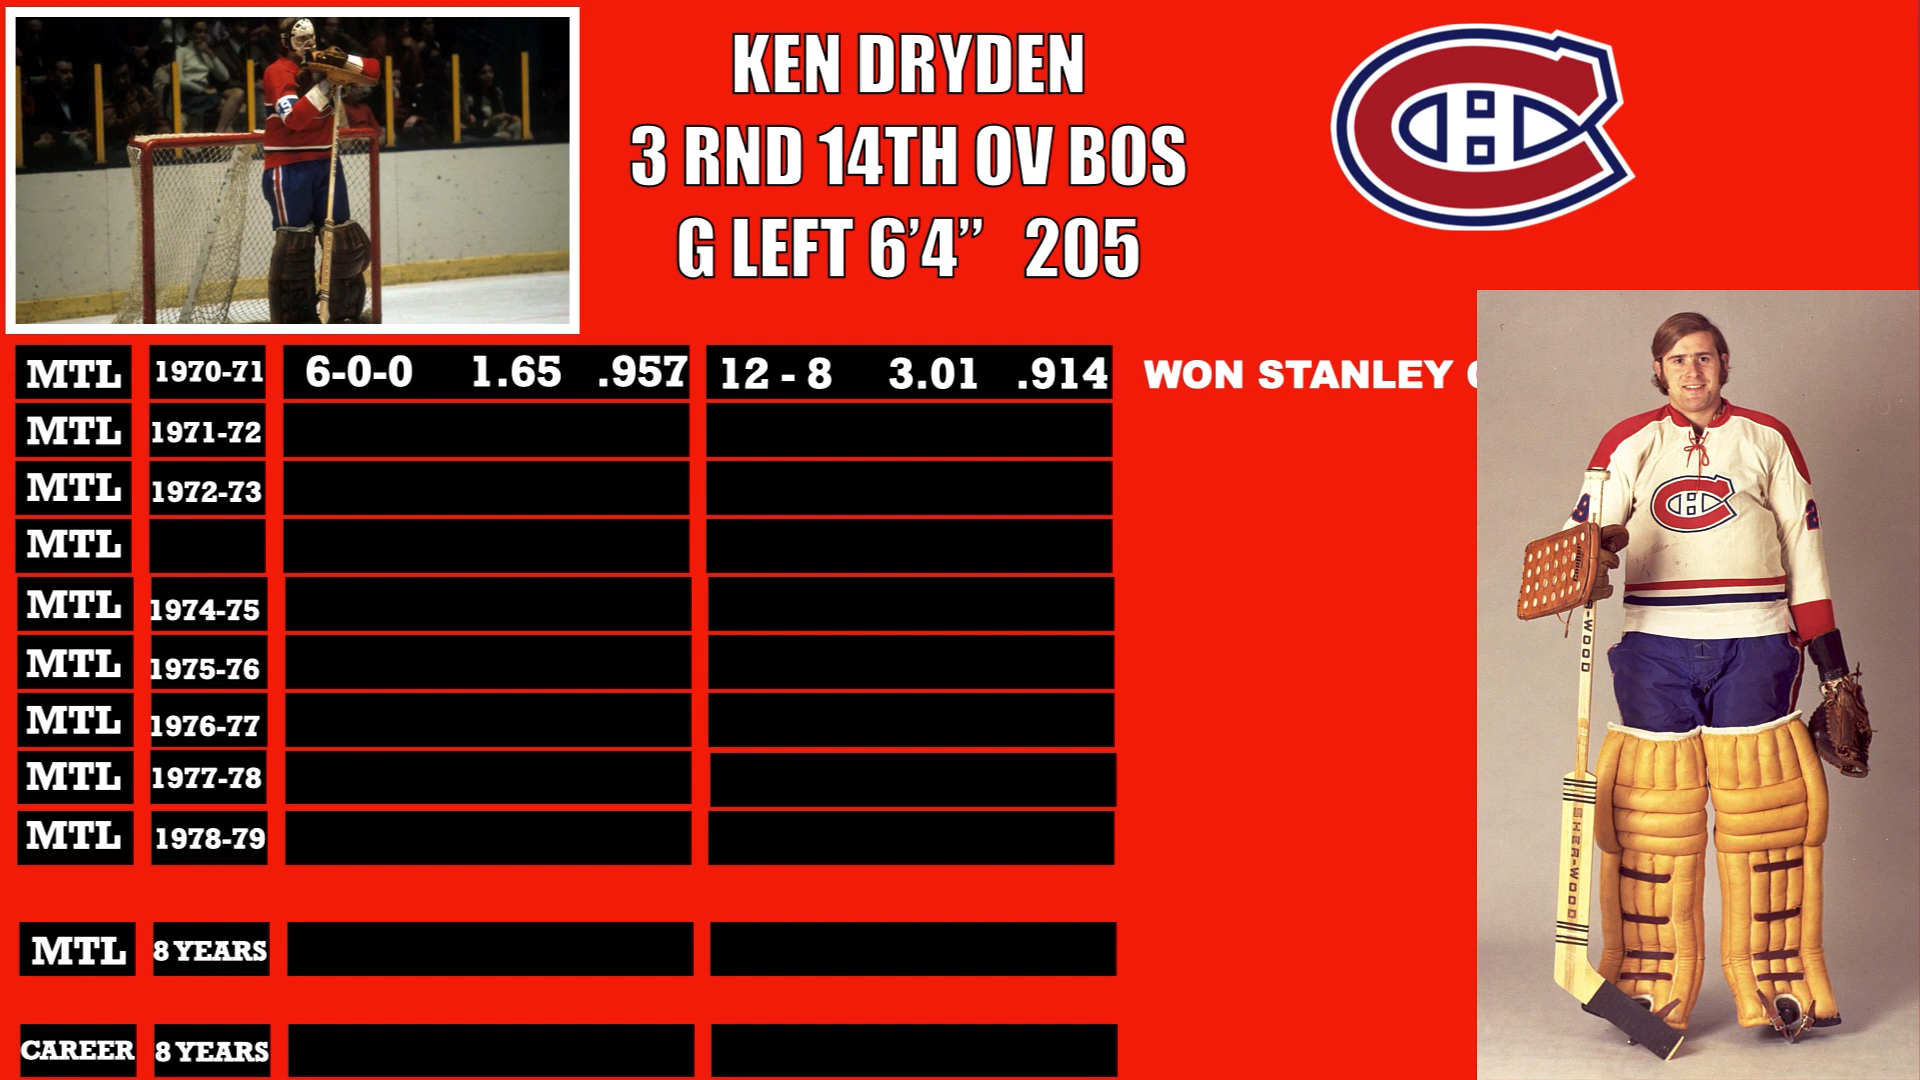 KEN DRYDEN
3 RND 14TH OV BOS
G LEFT 6’4” 205
MTL 1970-71 6-0-0 1.65 .957 12 - 8 3.01 .914 WON STANLEY
MTL 1971-72
MTL 1972-73
MTL
MTL 1974-75
MTL 1975-76
MTL 1976-77
MTL 1977-78
MTL 1978-79
MTL 8 YEARS
CAREER 8 YEARS
SHER-WOOD